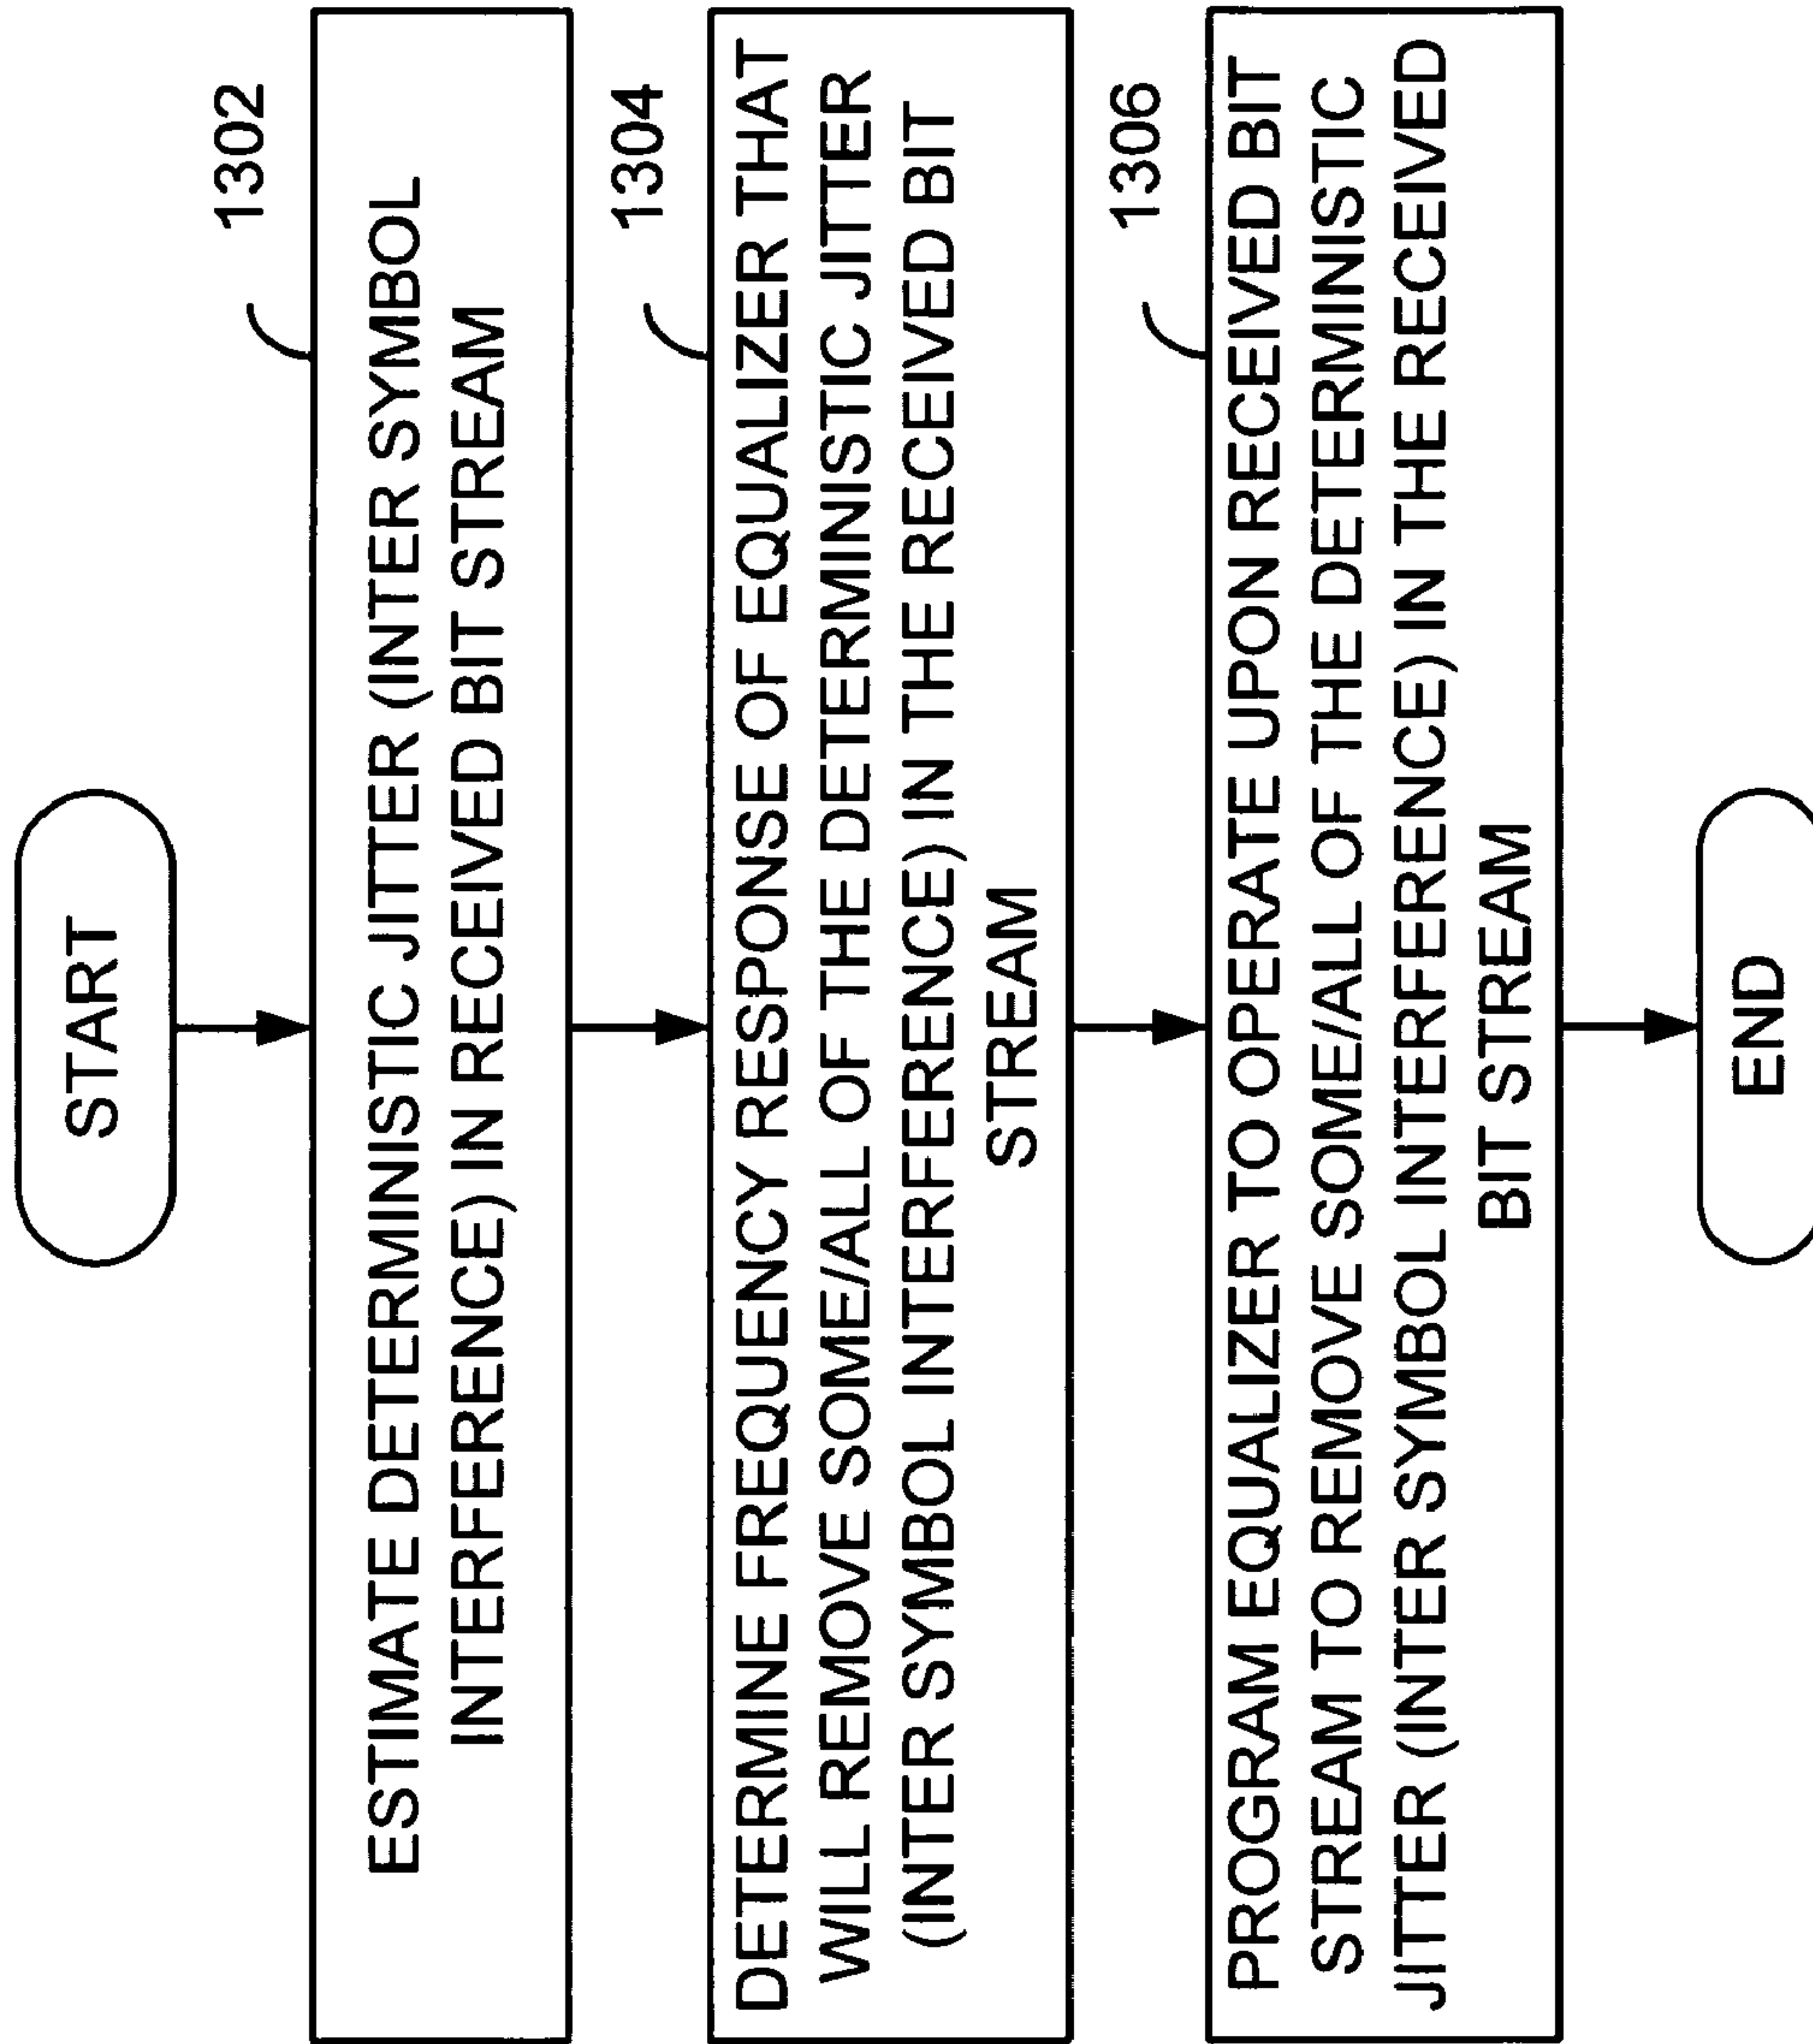 START
1302
ESTIMATE DETERMINISTIC JITTER (INTER SYMBOL
INTERFERENCE) IN RECEIVED BIT STREAM
1304
DETERMINE FREQUENCY RESPONSE OF EQUALIZER THAT
WILL REMOVE SOME/ALL OF THE DETERMINISTIC JITTER
(INTER SYMBOL INTERFERENCE) IN THE RECEIVED BIT
STREAM
1306
PROGRAM EQUALIZER TO OPERATE UPON RECEIVED BIT
STREAM TO REMOVE SOME/ALL OF THE DETERMINISTIC
JITTER (INTER SYMBOL INTERFERENCE) IN THE RECEIVED
BIT STREAM
END